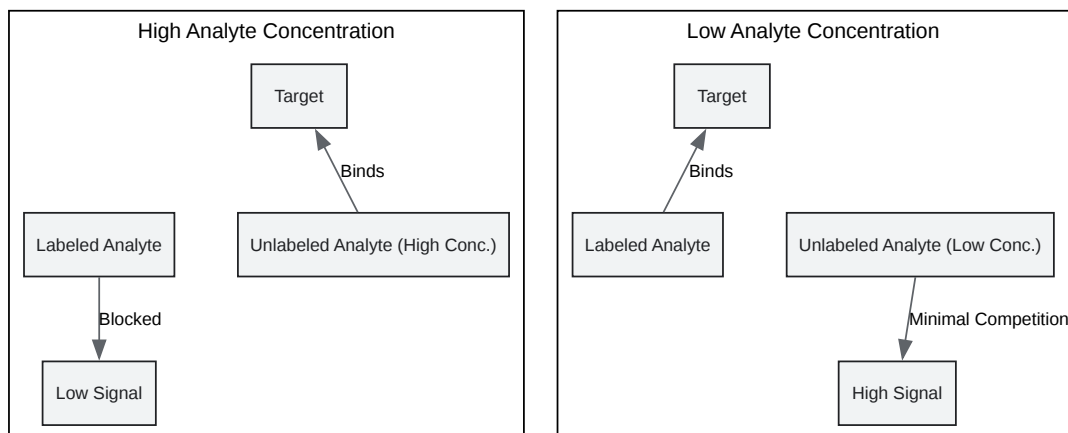 High Analyte Concentration
Target
Binds
Labeled Analyte
Unlabeled Analyte (High Conc.)
Blocked
Low Signal
Low Analyte Concentration
Target
Binds
Labeled Analyte
Unlabeled Analyte (Low Conc.)
Minimal Competition
High Signal